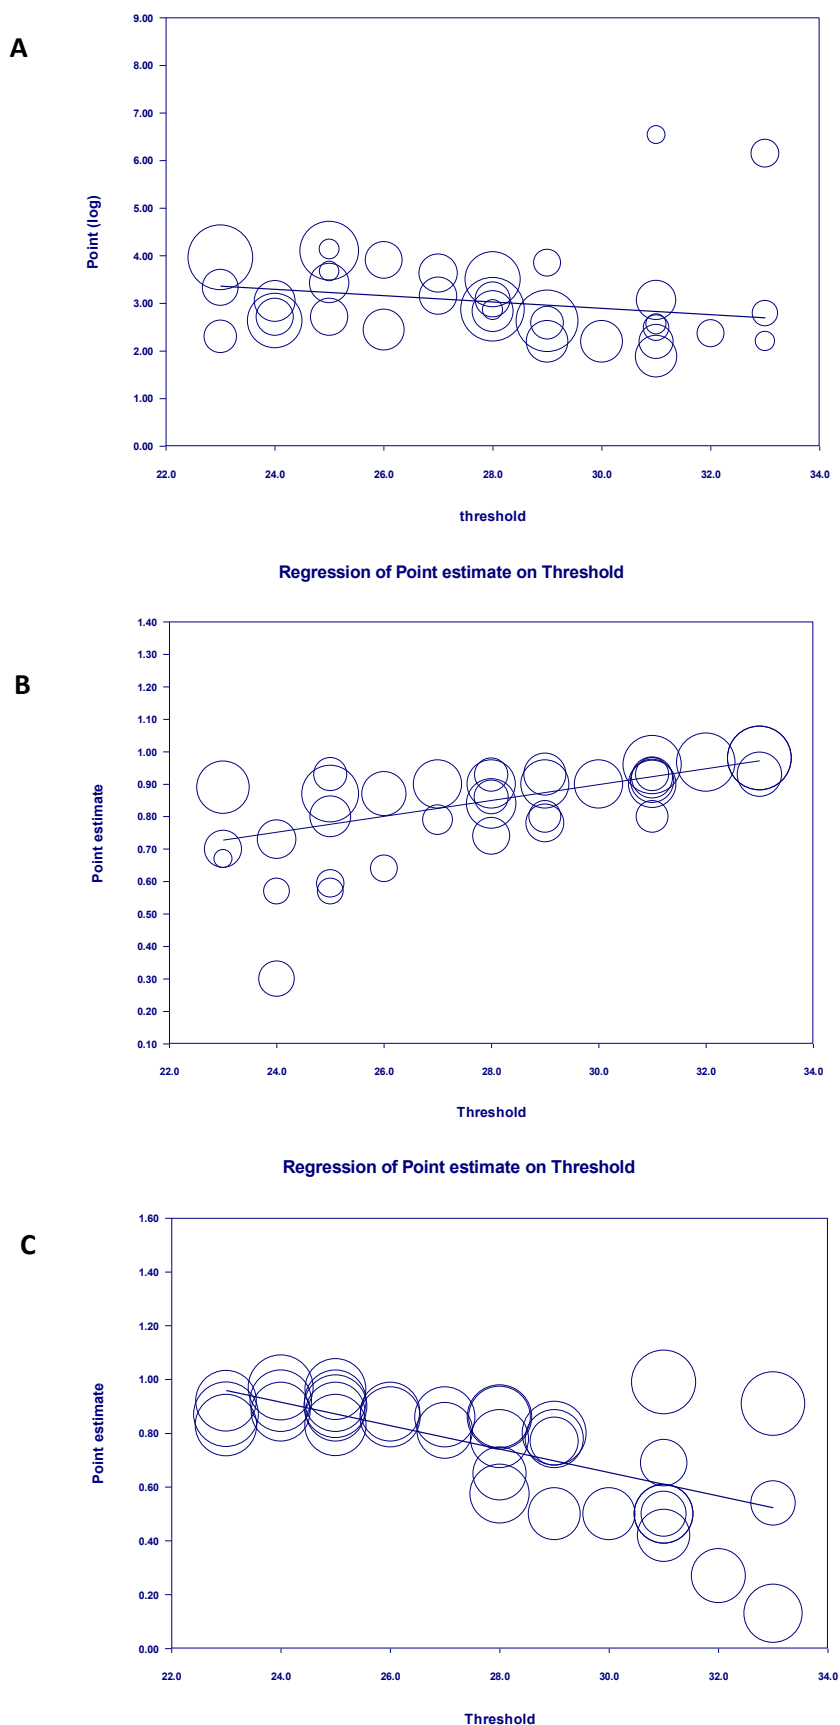 A
9.00
8.00
7.00
6.00
5.00
4.00
3.00
2.00
1.00
0.00
Point (log)
22.0 24.0 26.0 28.0 30.0 32.0 34.0
threshold
Regression of Point estimate on Threshold
B
1.40
1.30
1.20
1.10
1.00
0.90
0.80
0.70
0.60
0.50
0.40
0.30
0.20
0.10
Point estimate
22.0 24.0 26.0 28.0 30.0 32.0 34.0
Threshold
Regression of Point estimate on Threshold
C
1.60
1.40
1.20
1.00
0.80
0.60
0.40
0.20
0.00
Point estimate
22.0 24.0 26.0 28.0 30.0 32.0 34.0
Threshold